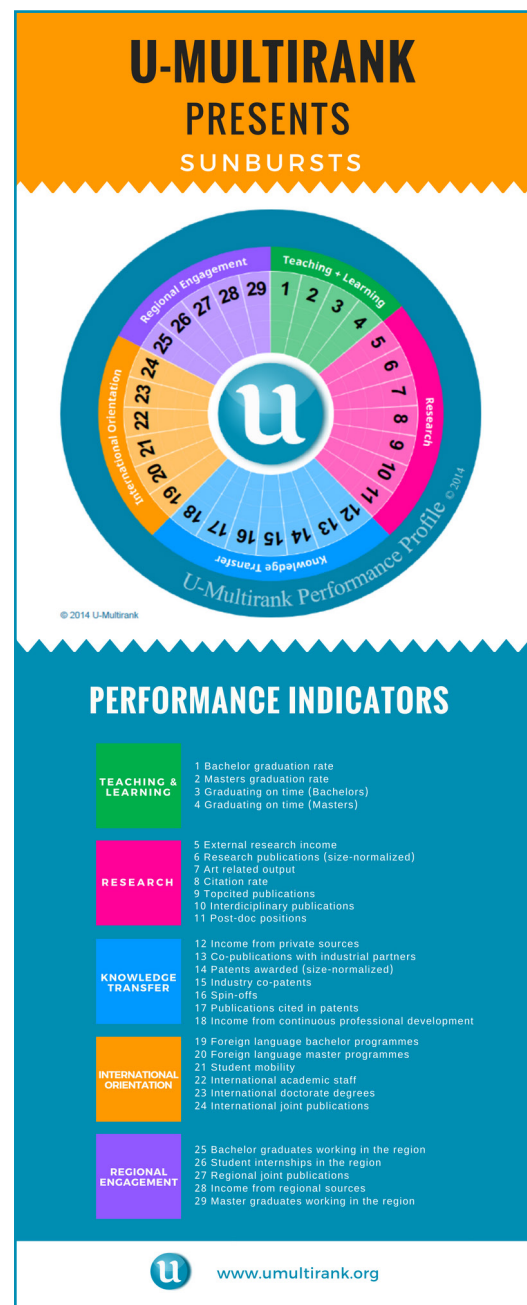 U-MULTIRANK
PRESENTS
SUNBURSTS
Teaching + Learning
Research
Knowledge Transfer
International Orientation
Regional Engagement
1 2 3 4 5 6 7 8 9 10 11 12 13 14 15 16 17 18 19 20 21 22 23 24 25 26 27 28 29
u
U-Multirank Performance Profile © 2014
© 2014 U-Multirank
PERFORMANCE INDICATORS
TEACHING &
LEARNING
1 Bachelor graduation rate
2 Masters graduation rate
3 Graduating on time (Bachelors)
4 Graduating on time (Masters)
RESEARCH
5 External research income
6 Research publications (size-normalized)
7 Art related output
8 Citation rate
9 Topcited publications
10 Interdiciplinary publications
11 Post-doc positions
KNOWLEDGE
TRANSFER
12 Income from private sources
13 Co-publications with industrial partners
14 Patents awarded (size-normalized)
15 Industry co-patents
16 Spin-offs
17 Publications cited in patents
18 Income from continuous professional development
INTERNATIONAL
ORIENTATION
19 Foreign language bachelor programmes
20 Foreign language master programmes
21 Student mobility
22 International academic staff
23 International doctorate degrees
24 International joint publications
REGIONAL
ENGAGEMENT
25 Bachelor graduates working in the region
26 Student internships in the region
27 Regional joint publications
28 Income from regional sources
29 Master graduates working in the region
u
www.umultirank.org